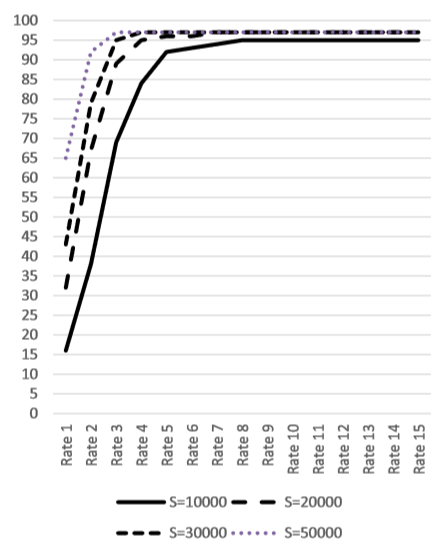 100
95
90
85
80
75
70
65
60
55
50
45
40
35
30
25
20
15
10
5
0
Rate 1
Rate 2
Rate 3
Rate 4
Rate 5
Rate 6
Rate 7
Rate 8
Rate 9
Rate 10
Rate 11
Rate 12
Rate 13
Rate 14
Rate 15
S=10000 S=20000
S=30000 S=50000